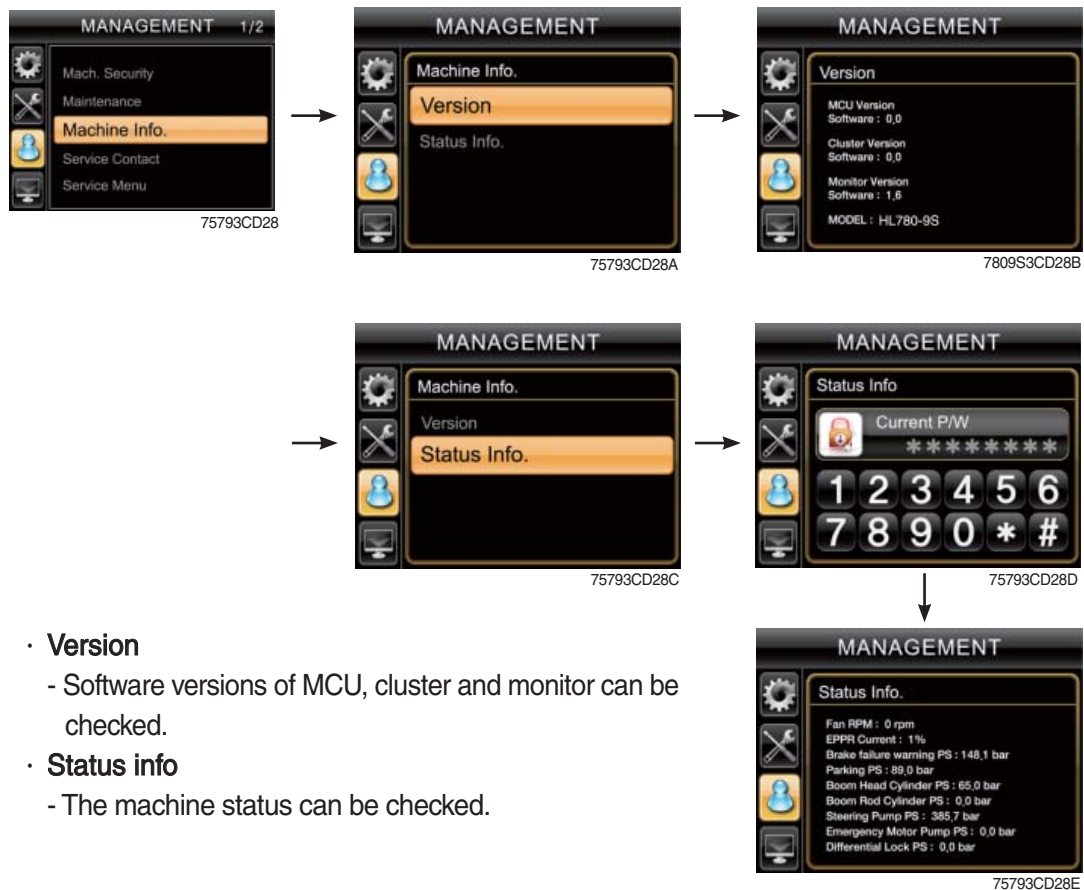 MANAGEMENT 1/2
Mach. Security
Maintenance
Machine Info.
Service Contact
Service Menu
75793CD28
MANAGEMENT
Machine Info.
Version
Status Info.
75793CD28A
MANAGEMENT
Version
MCU Version
Software : 0,0
Cluster Version
Software : 0,0
Monitor Version
Software : 1,6
MODEL : HL780-9S
7809S3CD28B
MANAGEMENT
Machine Info.
Version
Status Info.
75793CD28C
MANAGEMENT
Status Info
Current P/W
********
1 2 3 4 5 6
7 8 9 0 * #
75793CD28D
· Version
- Software versions of MCU, cluster and monitor can be
checked.
· Status info
- The machine status can be checked.
MANAGEMENT
Status Info.
Fan RPM : 0 rpm
EPPR Current : 1%
Brake failure warning PS : 148,1 bar
Parking PS : 89,0 bar
Boom Head Cylinder PS : 65,0 bar
Boom Rod Cylinder PS : 0,0 bar
Steering Pump PS : 385,7 bar
Emergency Motor Pump PS : 0,0 bar
Differential Lock PS : 0,0 bar
75793CD28E